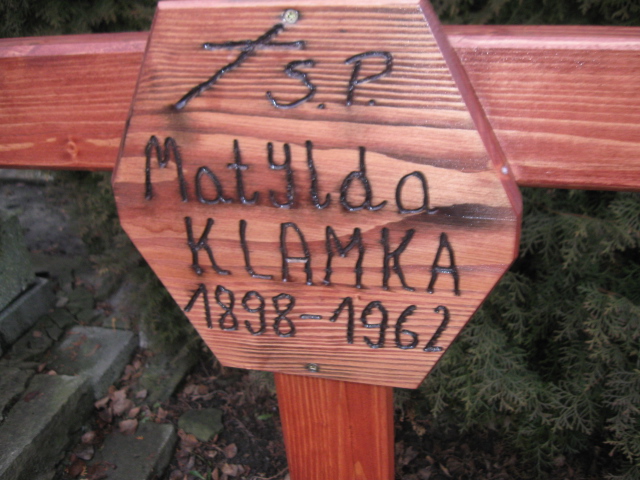 S.P.
Matylda
KLAMKA
1898-1962